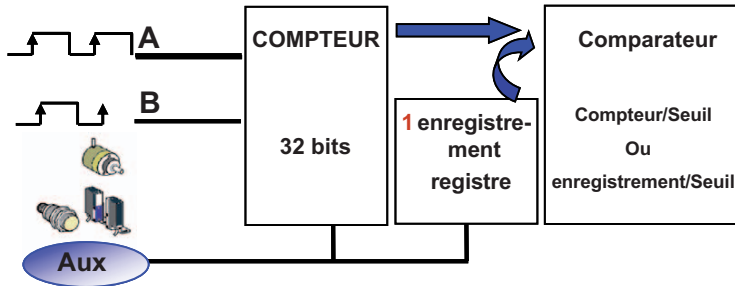 A
B
Aux
COMPTEUR
32 bits
1 enregistre-
ment
registre
Comparateur
Compteur/Seuil
Ou
enregistrement/Seuil